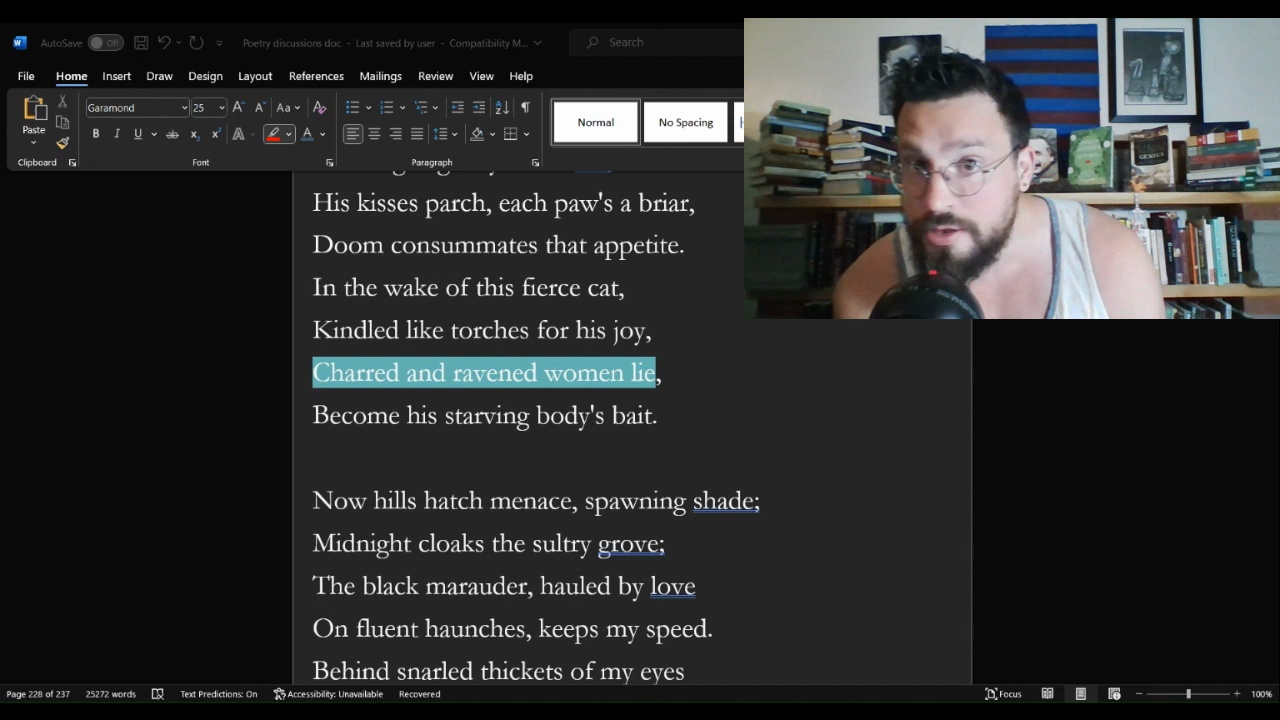 AutoSave Off Poetry discussions doc - Last saved by user - Compatibility M... Search
File Home Insert Draw Design Layout References Mailings Review View Help
Garamond 25 A A Aa A
Paste B I U ab x₂ x² A A Normal No Spacing
Clipboard Font Paragraph
His kisses parch, each paw's a briar,
Doom consummates that appetite.
In the wake of this fierce cat,
Kindled like torches for his joy,
Charred and ravened women lie,
Become his starving body's bait.
Now hills hatch menace, spawning shade;
Midnight cloaks the sultry grove;
The black marauder, hauled by love
On fluent haunches, keeps my speed.
Behind snarled thickets of my eyes
Page 228 of 237 25272 words Text Predictions: On Accessibility: Unavailable Recovered Focus 100%